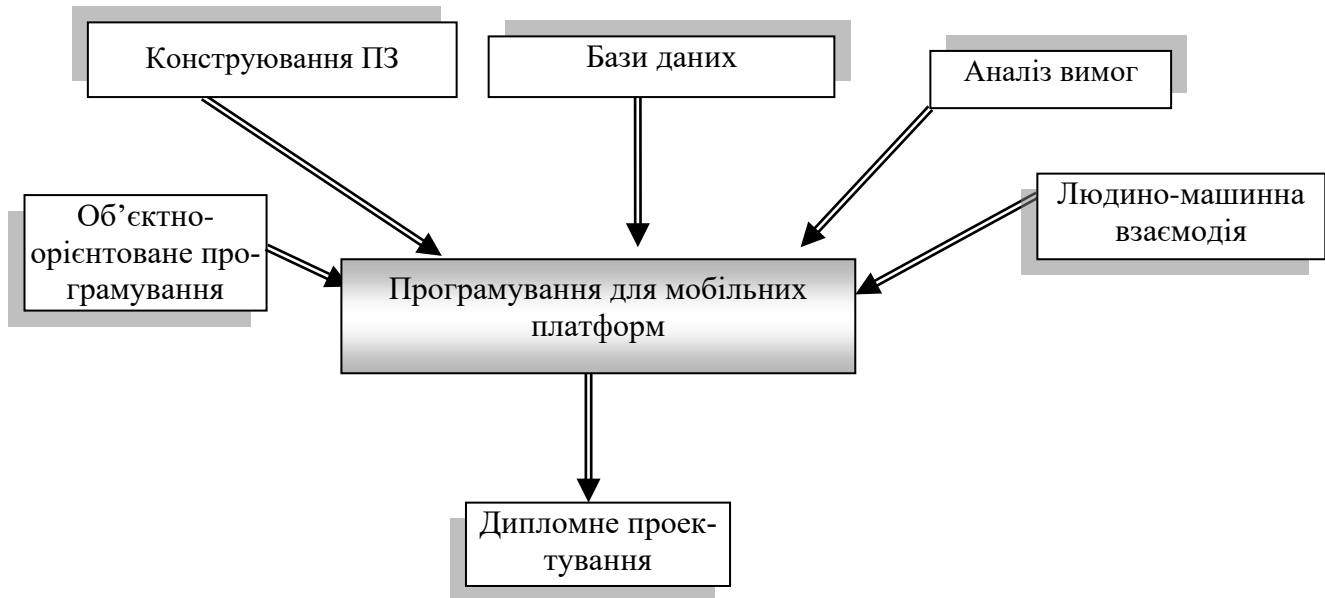 Конструювання ПЗ
Бази даних
Аналіз вимог
Об’єктно-
орієнтоване про-
грамування
Людино-машинна
взаємодія
Програмування для мобільних
платформ
Дипломне проек-
тування